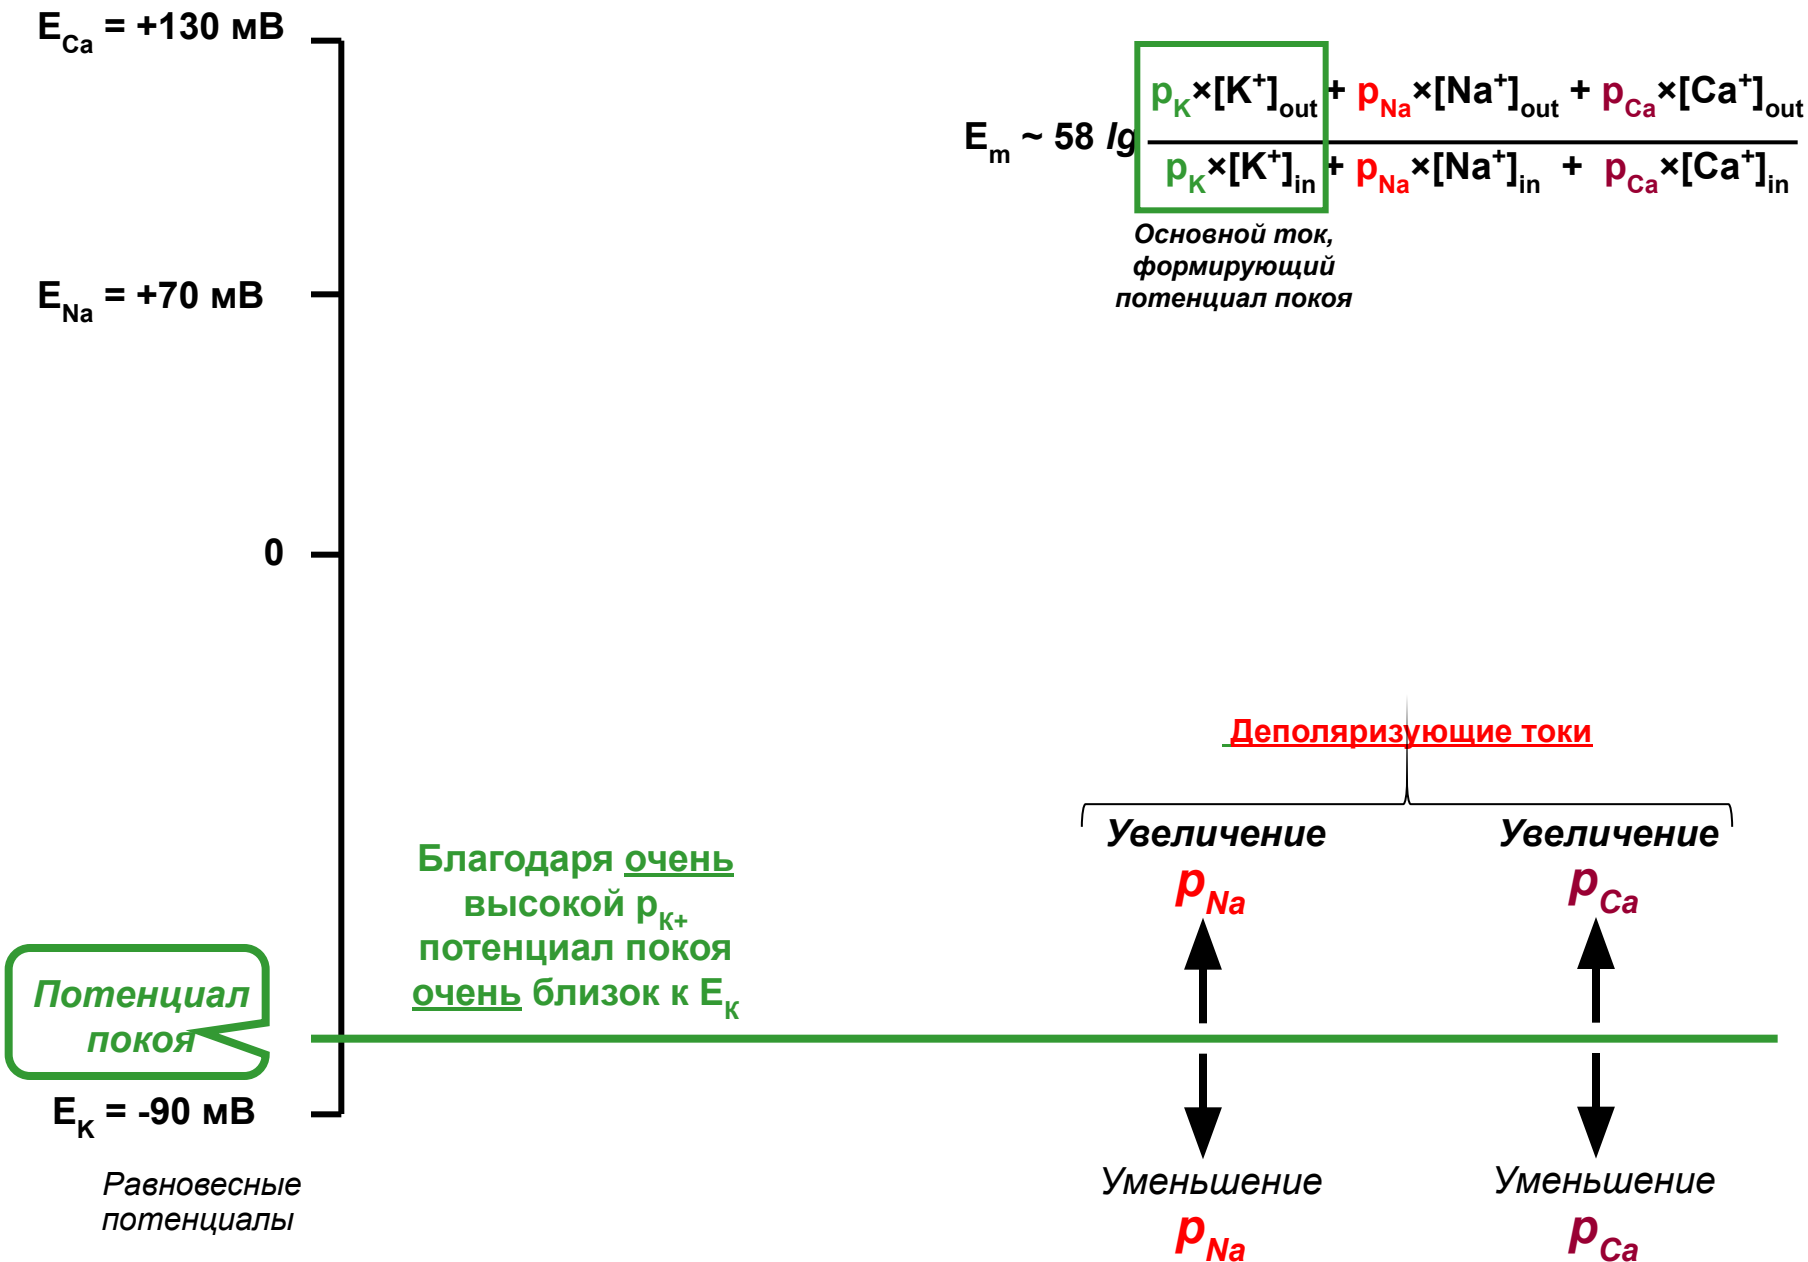 E_Ca = +130 мВ
E_m ~ 58 lg
p_K×[K⁺]_out + p_Na×[Na⁺]_out + p_Ca×[Ca⁺]_out
p_K×[K⁺]_in + p_Na×[Na⁺]_in + p_Ca×[Ca⁺]_in
Основной ток,
формирующий
потенциал покоя
E_Na = +70 мВ
0
Деполяризующие токи
Увеличение
p_Na
Увеличение
p_Ca
Благодаря очень
высокой p_К+
потенциал покоя
очень близок к E_К
Потенциал
покоя
E_K = -90 мВ
Равновесные
потенциалы
Уменьшение
p_Na
Уменьшение
p_Ca